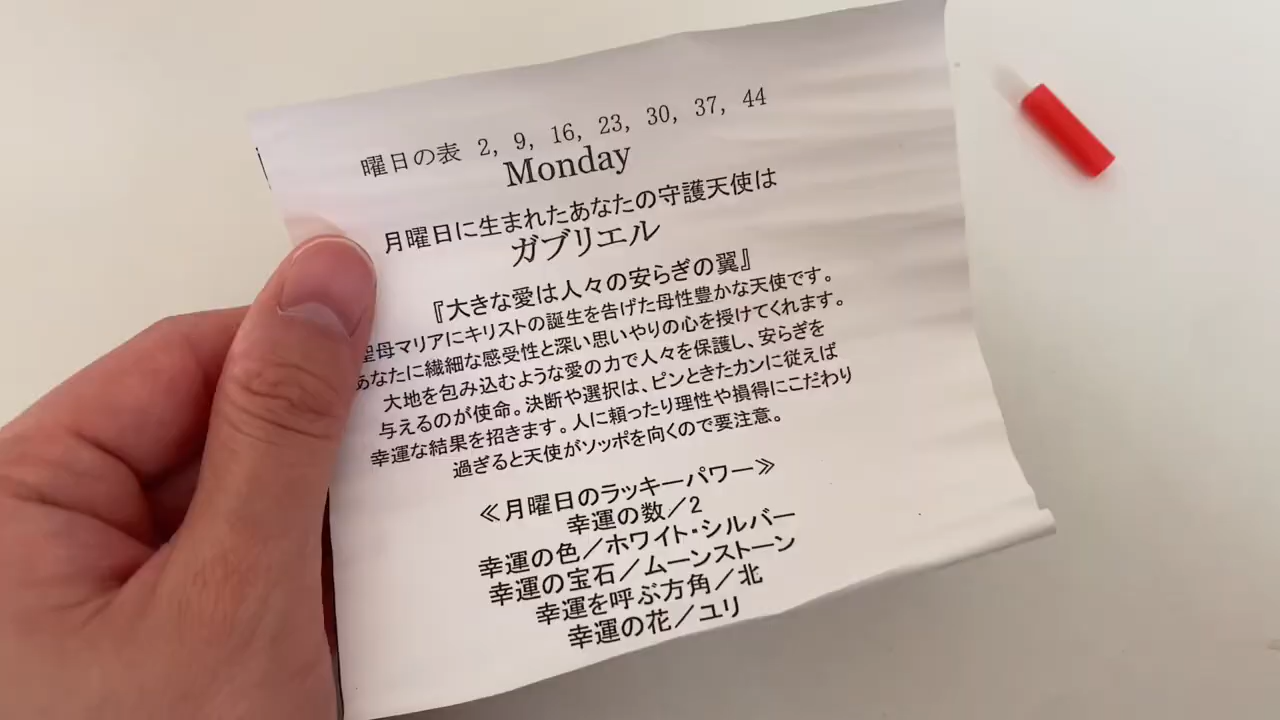 曜日の表 2, 9, 16, 23, 30, 37, 44
Monday
月曜日に生まれたあなたの守護天使は
ガブリエル
『大きな愛は人々の安らぎの翼』
聖母マリアにキリストの誕生を告げた母性豊かな天使です。
あなたに繊細な感受性と深い思いやりの心を授けてくれます。
大地を包み込むような愛の力で人々を保護し、安らぎを
与えるのが使命。決断や選択は、ピンときたカンに従えば
幸運な結果を招きます。人に頼ったり理性や損得にこだわり
過ぎると天使がソッポを向くので要注意。
≪月曜日のラッキーパワー≫
幸運の数／2
幸運の色／ホワイト・シルバー
幸運の宝石／ムーンストーン
幸運を呼ぶ方角／北
幸運の花／ユリ